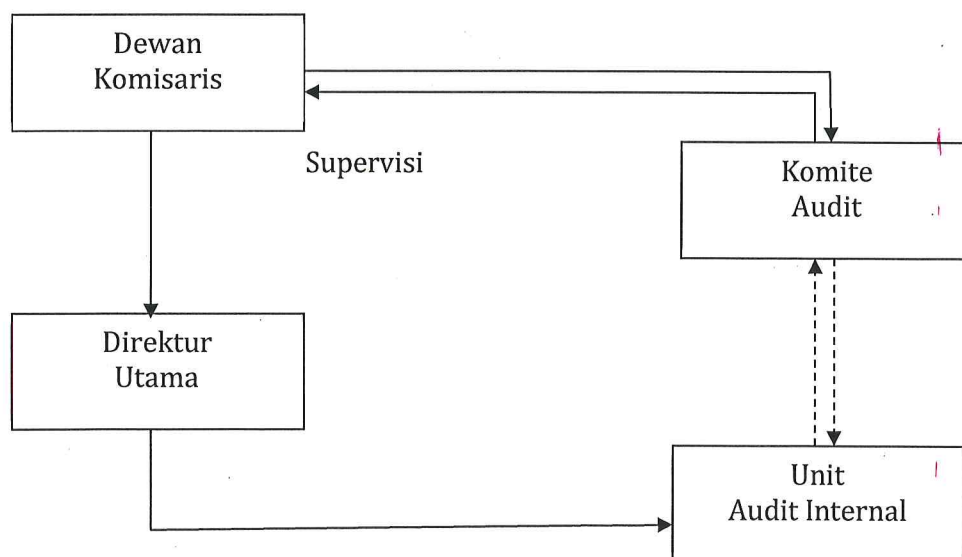 Dewan
Komisaris
Supervisi
Komite
Audit
Direktur
Utama
Unit
Audit Internal